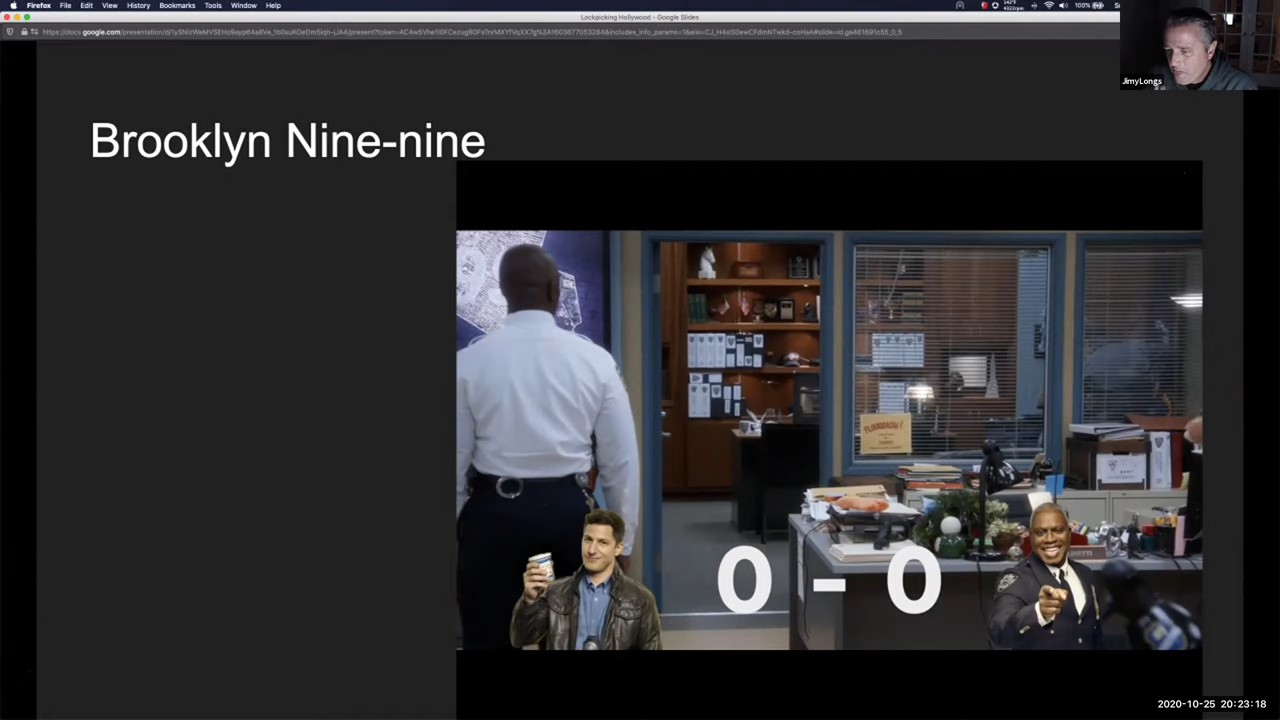 Firefox File Edit View History Bookmarks Tools Window Help
100%
Lockpicking Hollywood - Google Slides
JimyLongs
Brooklyn Nine-nine
0 - 0
2020-10-25 20:23:18